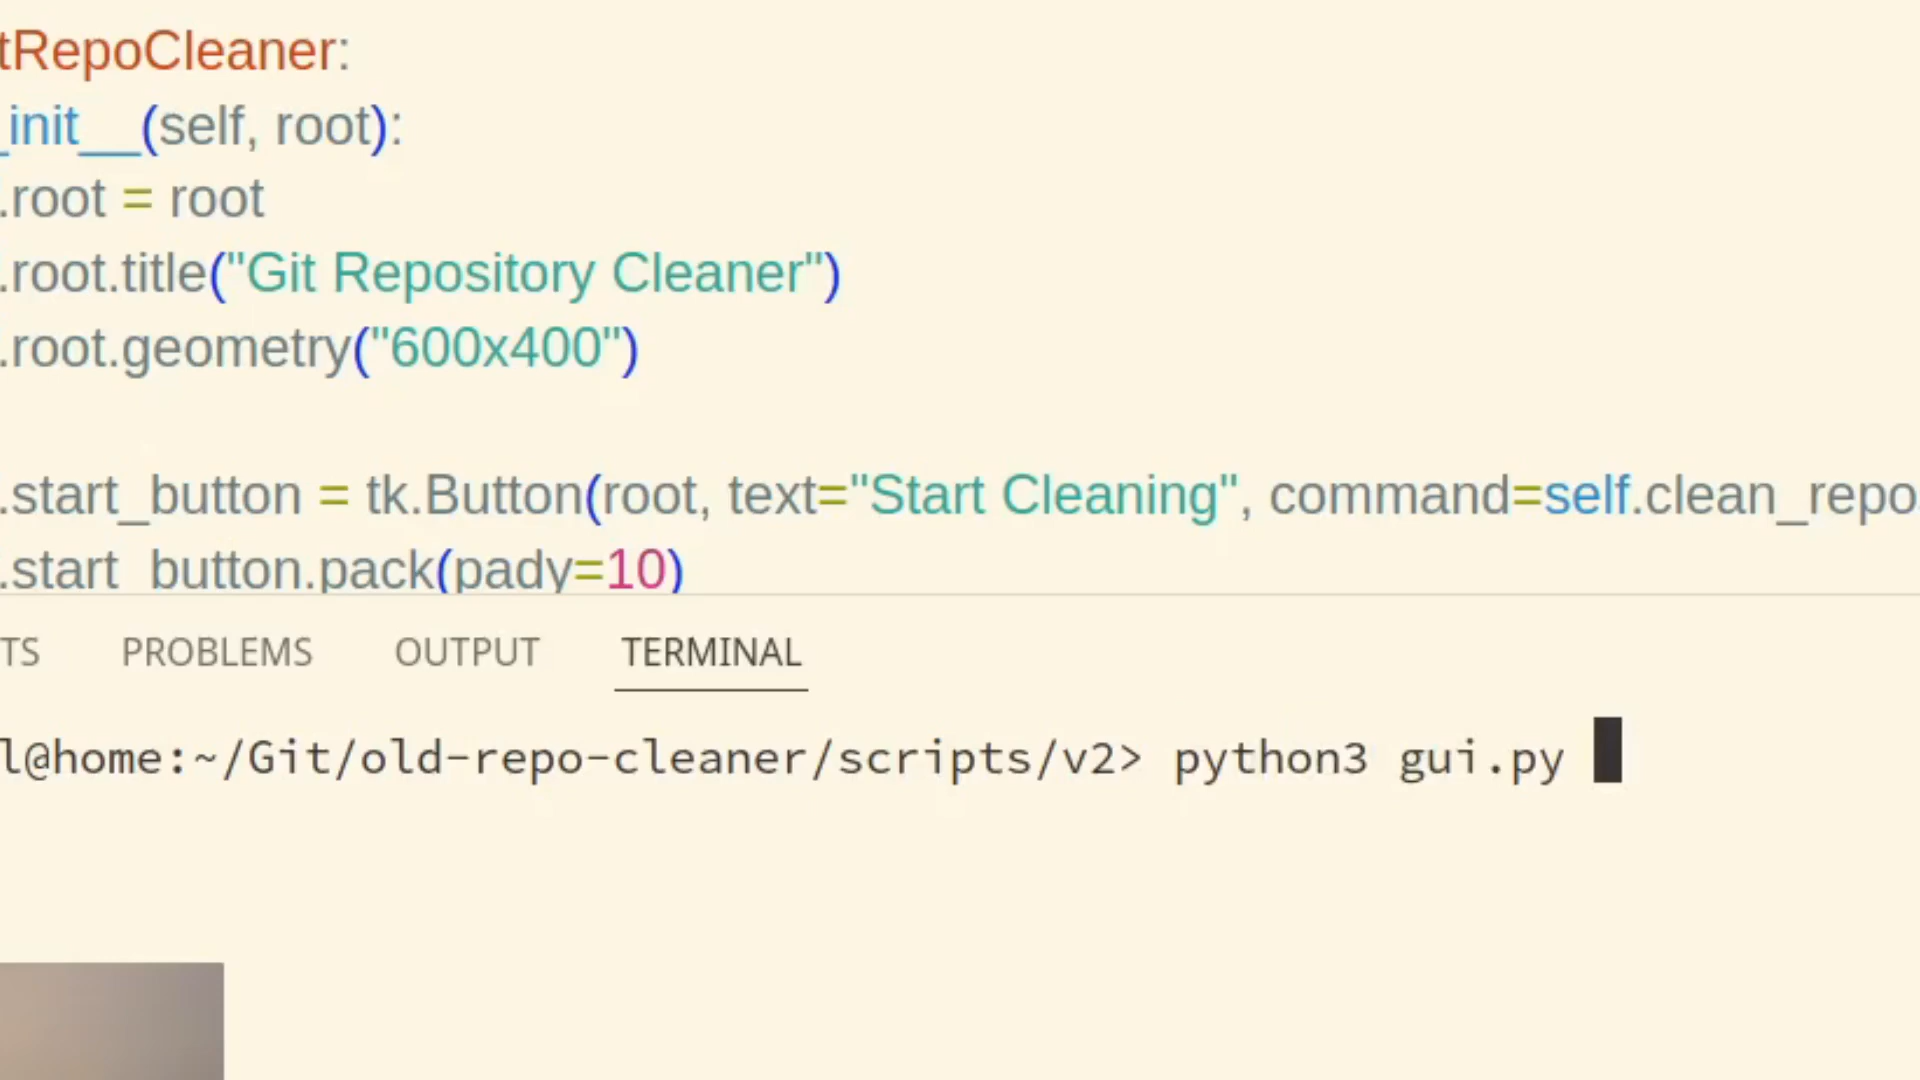 tRepoCleaner:
_init__(self, root):
.root = root
.root.title("Git Repository Cleaner")
.root.geometry("600x400")
.start_button = tk.Button(root, text="Start Cleaning", command=self.clean_repo
.start_button.pack(pady=10)
TS PROBLEMS OUTPUT TERMINAL
l@home:~/Git/old-repo-cleaner/scripts/v2> python3 gui.py